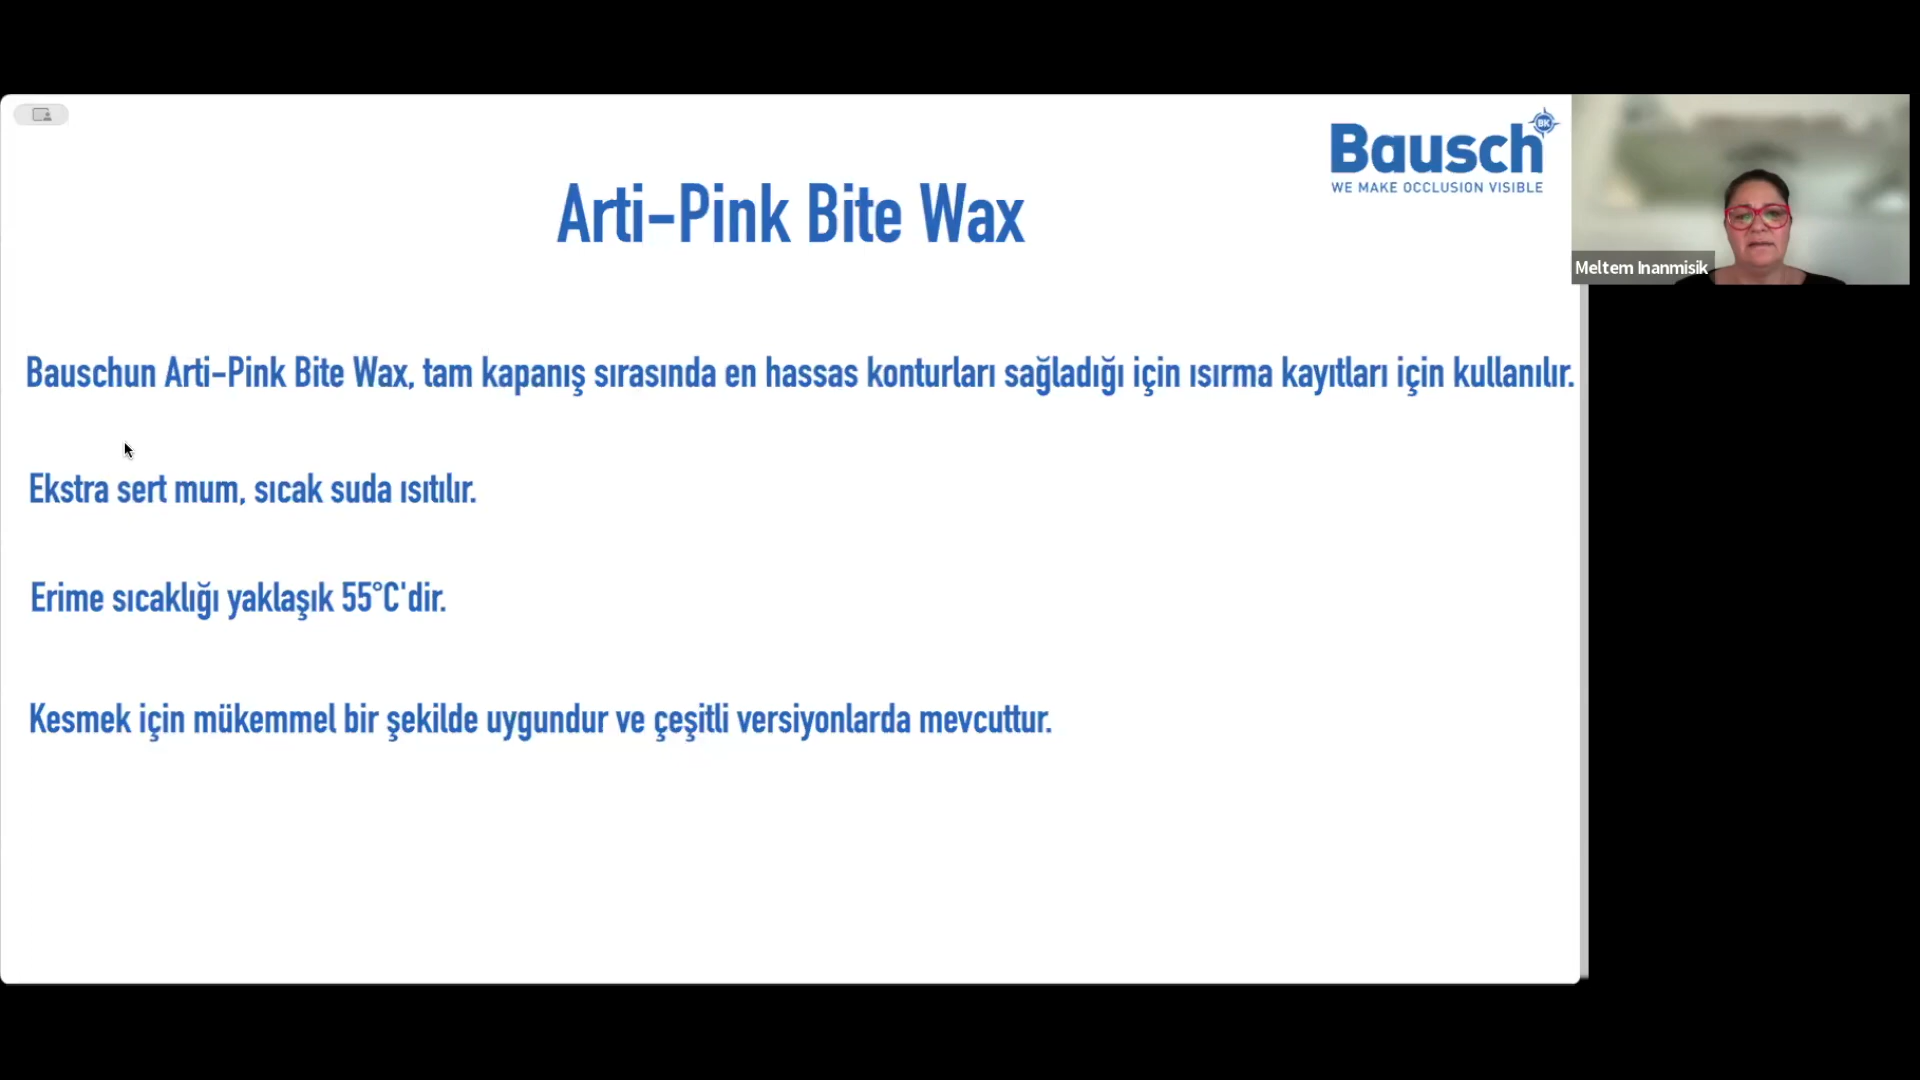 Bausch
BK
WE MAKE OCCLUSION VISIBLE
Arti-Pink Bite Wax
Meltem Inanmisik
Bauschun Arti-Pink Bite Wax, tam kapanış sırasında en hassas konturları sağladığı için ısırma kayıtları için kullanılır.
Ekstra sert mum, sıcak suda ısıtılır.
Erime sıcaklığı yaklaşık 55°C'dir.
Kesmek için mükemmel bir şekilde uygundur ve çeşitli versiyonlarda mevcuttur.